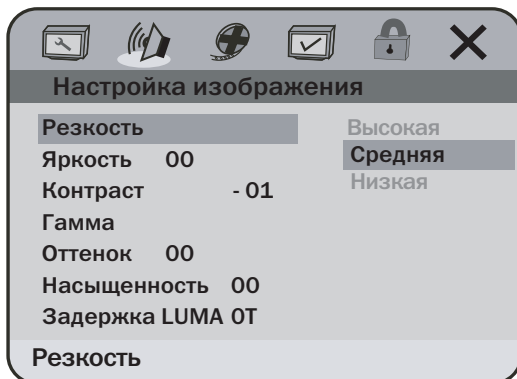 Настройка изображения
Резкость
Яркость 00
Контраст - 01
Гамма
Оттенок 00
Насыщенность 00
Задержка LUMA 0T
Высокая
Средняя
Низкая
Резкость